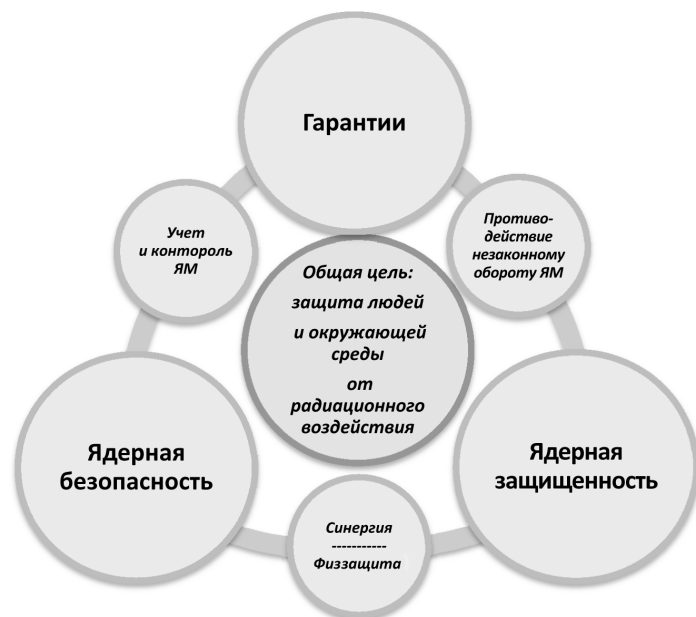 Гарантии
Учет
и контороль
ЯМ
Противо-
действие
незаконному
обороту ЯМ
Общая цель:
защита людей
и окружающей
среды
от
радиационного
воздействия
Ядерная
безопасность
Ядерная
защищенность
Синергия
-----------
Физзащита